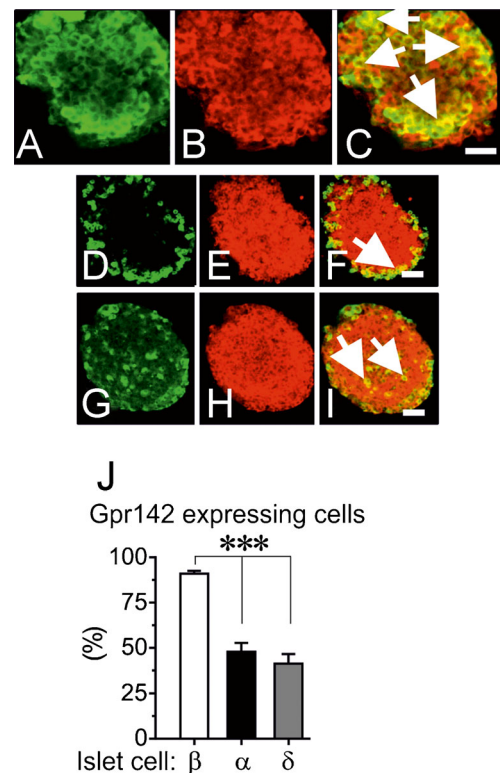 A B C
D E F
G H I
J
Gpr142 expressing cells
***
100
75
50
25
0
(%)
Islet cell: β α δ